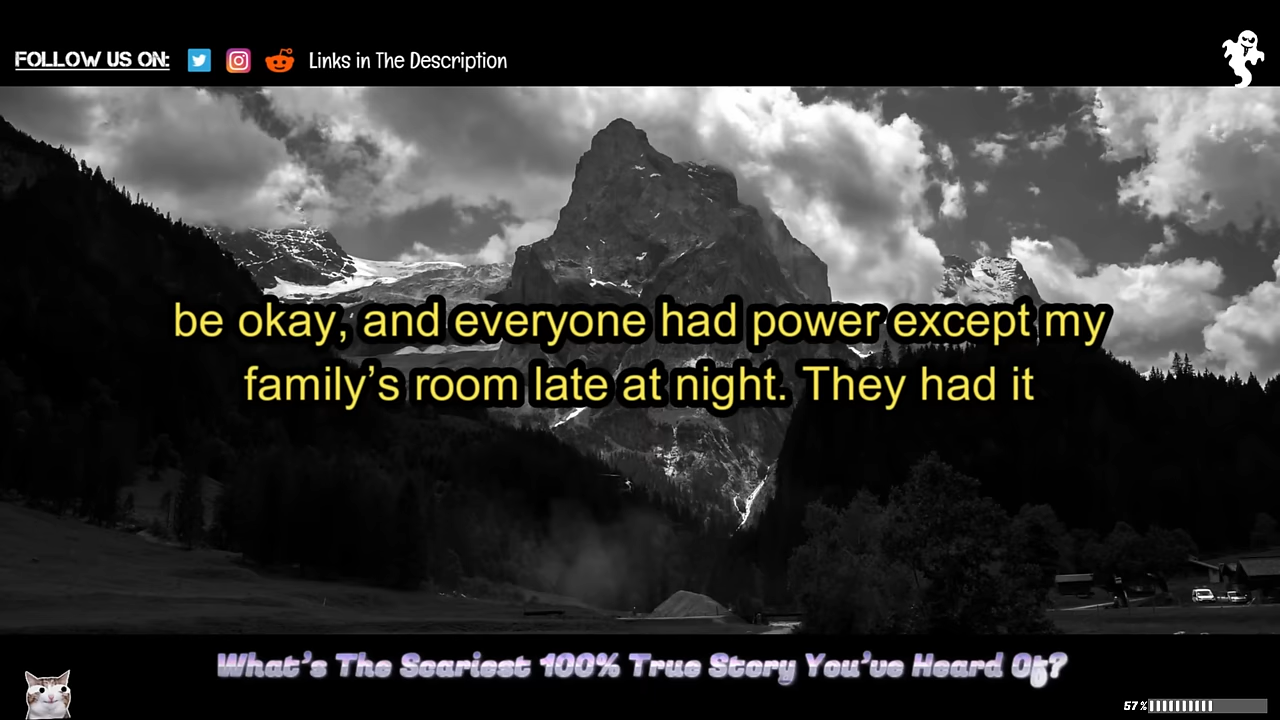 FOLLOW US ON:
Links in The Description
be okay, and everyone had power except my
family’s room late at night. They had it
What's The Scariest 100% True Story You've Heard Of?
57%